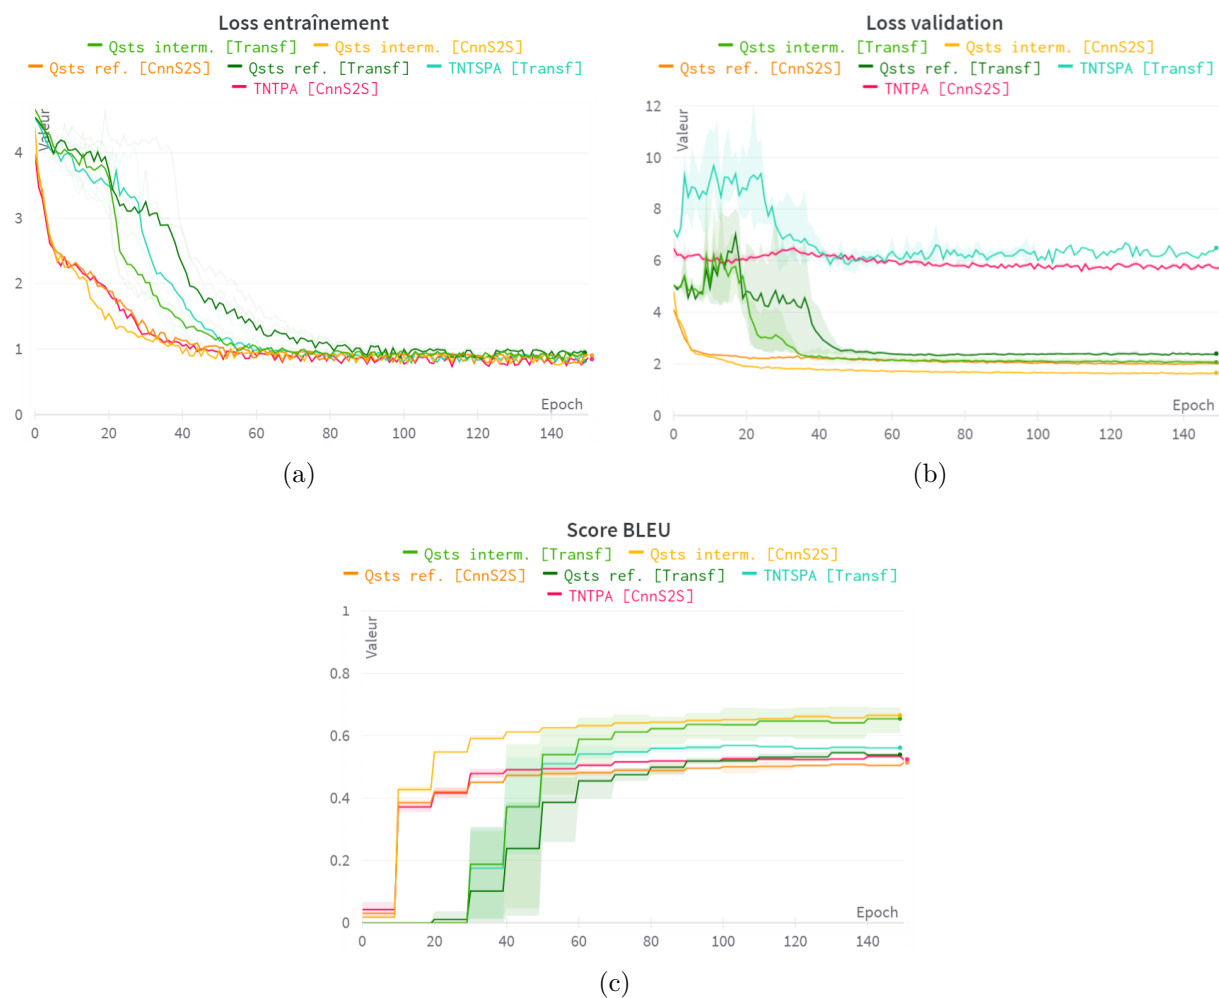 Loss entraînement
Qsts interm. [Transf] Qsts interm. [CnnS2S]
Qsts ref. [CnnS2S] Qsts ref. [Transf] TNTSPA [Transf]
TNTPA [CnnS2S]
Valeur
4
3
2
1
0
Epoch
0 20 40 60 80 100 120 140
(a)
Loss validation
Qsts interm. [Transf] Qsts interm. [CnnS2S]
Qsts ref. [CnnS2S] Qsts ref. [Transf] TNTSPA [Transf]
TNTPA [CnnS2S]
Valeur
12
10
8
6
4
2
0
Epoch
0 20 40 60 80 100 120 140
(b)
Score BLEU
Qsts interm. [Transf] Qsts interm. [CnnS2S]
Qsts ref. [CnnS2S] Qsts ref. [Transf] TNTSPA [Transf]
TNTPA [CnnS2S]
Valeur
1
0.8
0.6
0.4
0.2
0
Epoch
0 20 40 60 80 100 120 140
(c)